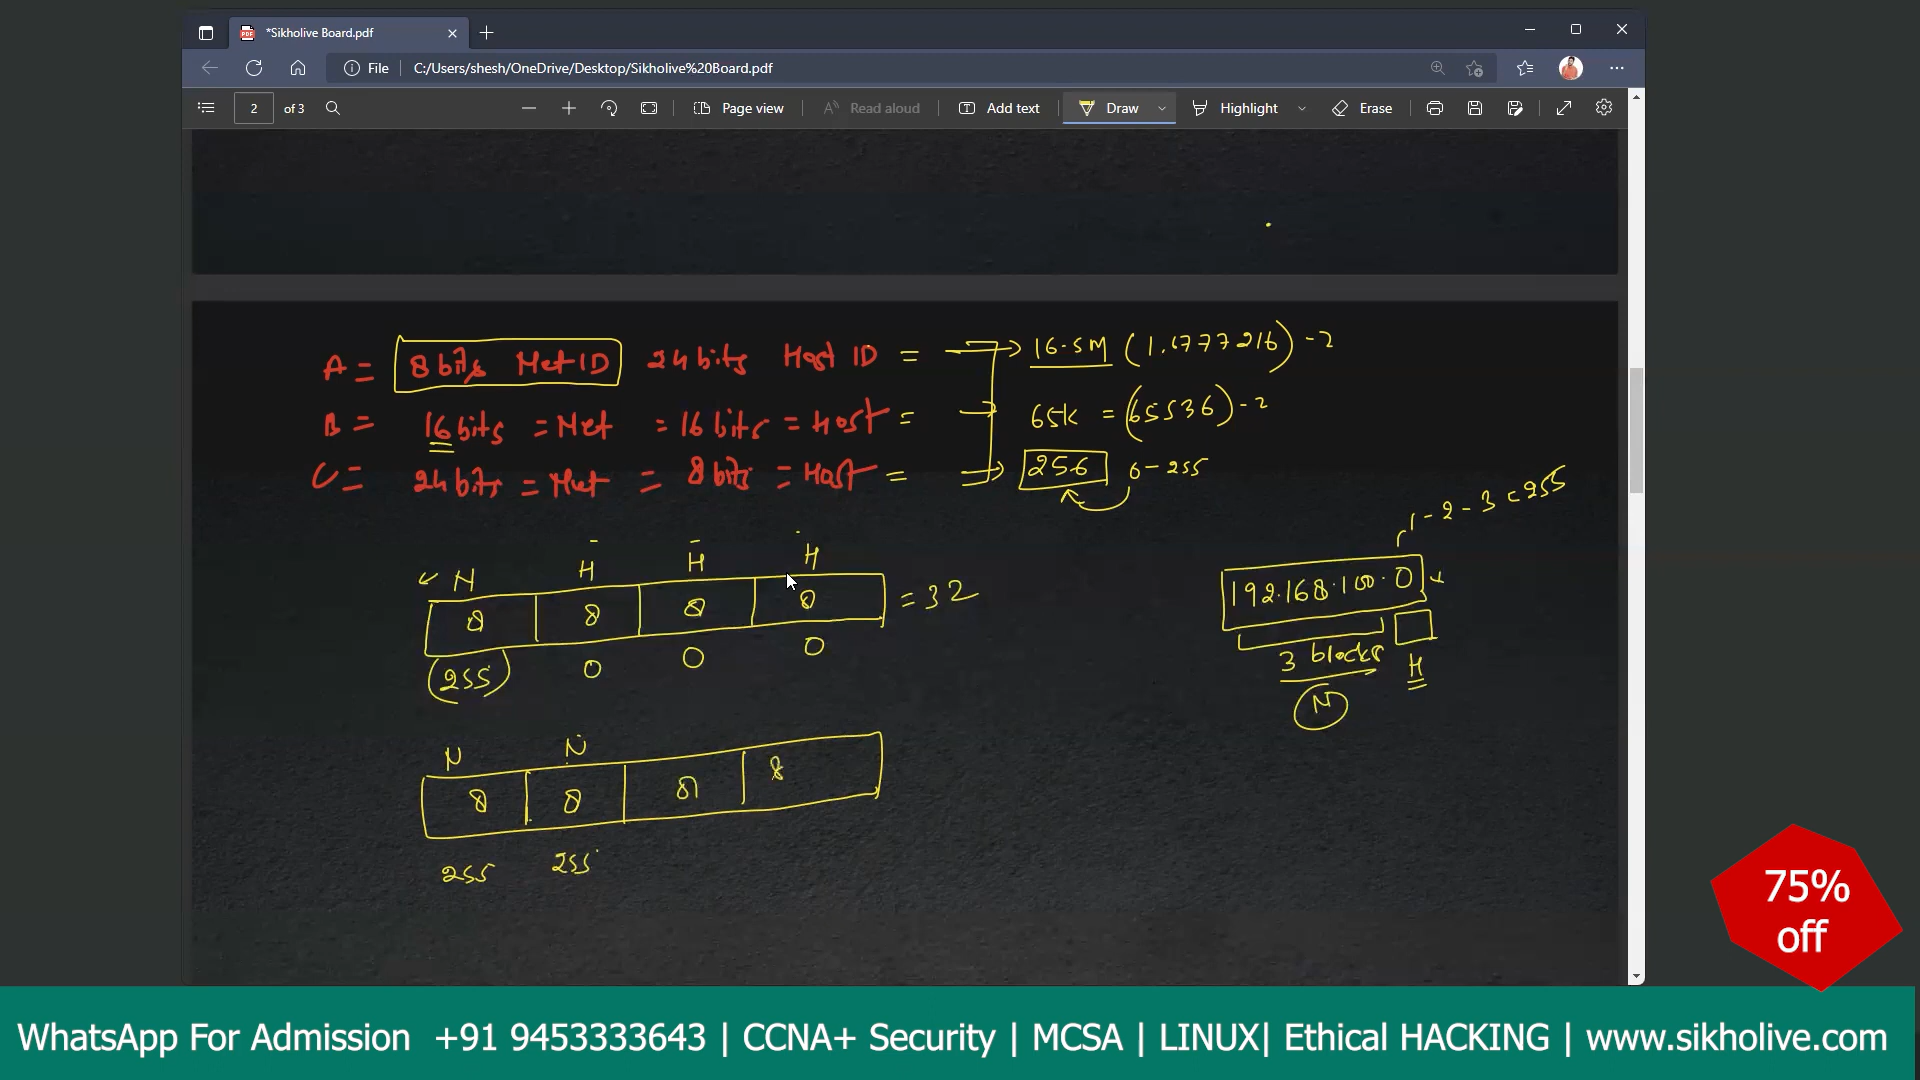 *Sikholive Board.pdf
File C:/Users/shesh/OneDrive/Desktop/Sikholive%20Board.pdf
2 of 3 Page view Read aloud Add text Draw Highlight Erase
A = 8 bits Net ID 24 bits Host ID = 16.5M (1.6777216) - 2
B = 16 bits = Net = 16 bits = Host = 65K = (65536) - 2
C = 24 bits = Net = 8 bits = Host = 256 0 - 255
1 - 2 - 3 - 255
N H H H
8 8 8 8 = 32
192.168.100.0
(255) 0 0 0
3 blocks H
N
N N
8 8 8 8
255 255
75%
off
WhatsApp For Admission +91 9453333643 | CCNA+ Security | MCSA | LINUX| Ethical HACKING | www.sikholive.com